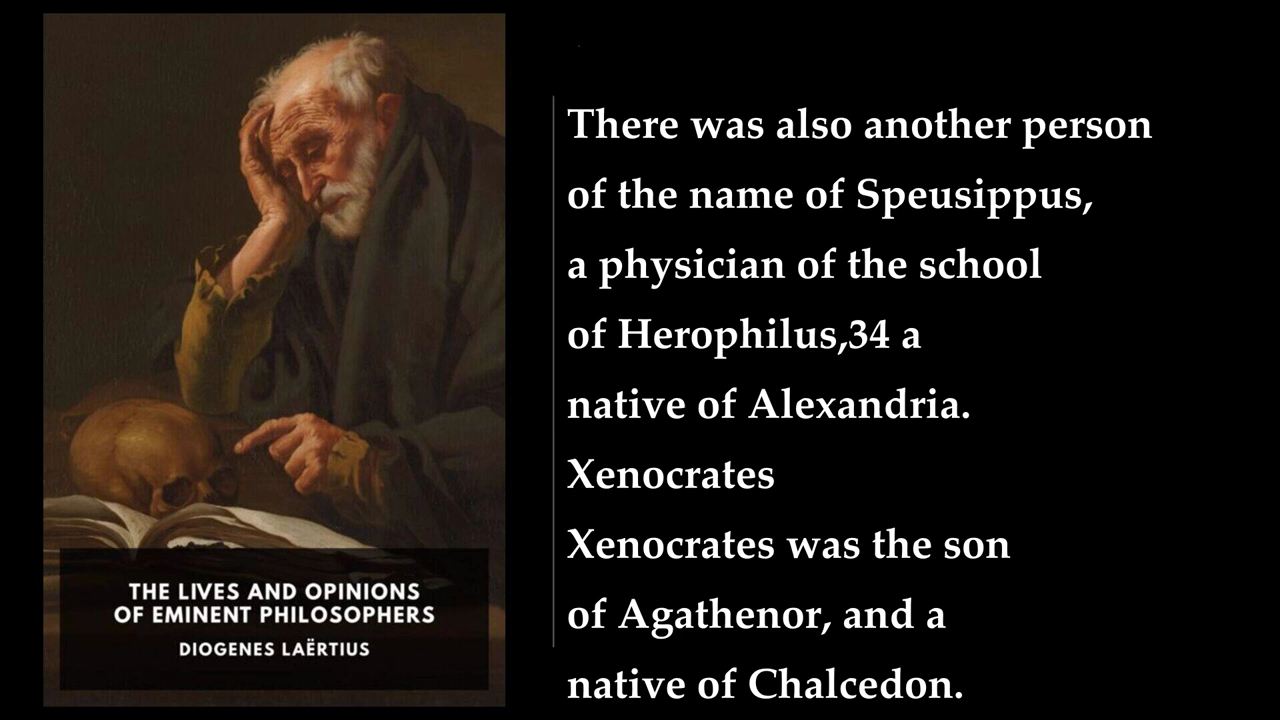 THE LIVES AND OPINIONS
OF EMINENT PHILOSOPHERS
DIOGENES LAËRTIUS
There was also another person
of the name of Speusippus,
a physician of the school
of Herophilus,34 a
native of Alexandria.
Xenocrates
Xenocrates was the son
of Agathenor, and a
native of Chalcedon.